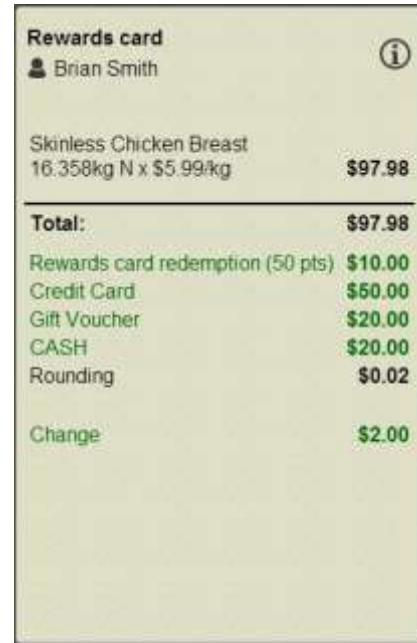 Rewards card
Brian Smith
Skinless Chicken Breast
16.358kg N x $5.99/kg $97.98
Total: $97.98
Rewards card redemption (50 pts) $10.00
Credit Card $50.00
Gift Voucher $20.00
CASH $20.00
Rounding $0.02
Change $2.00